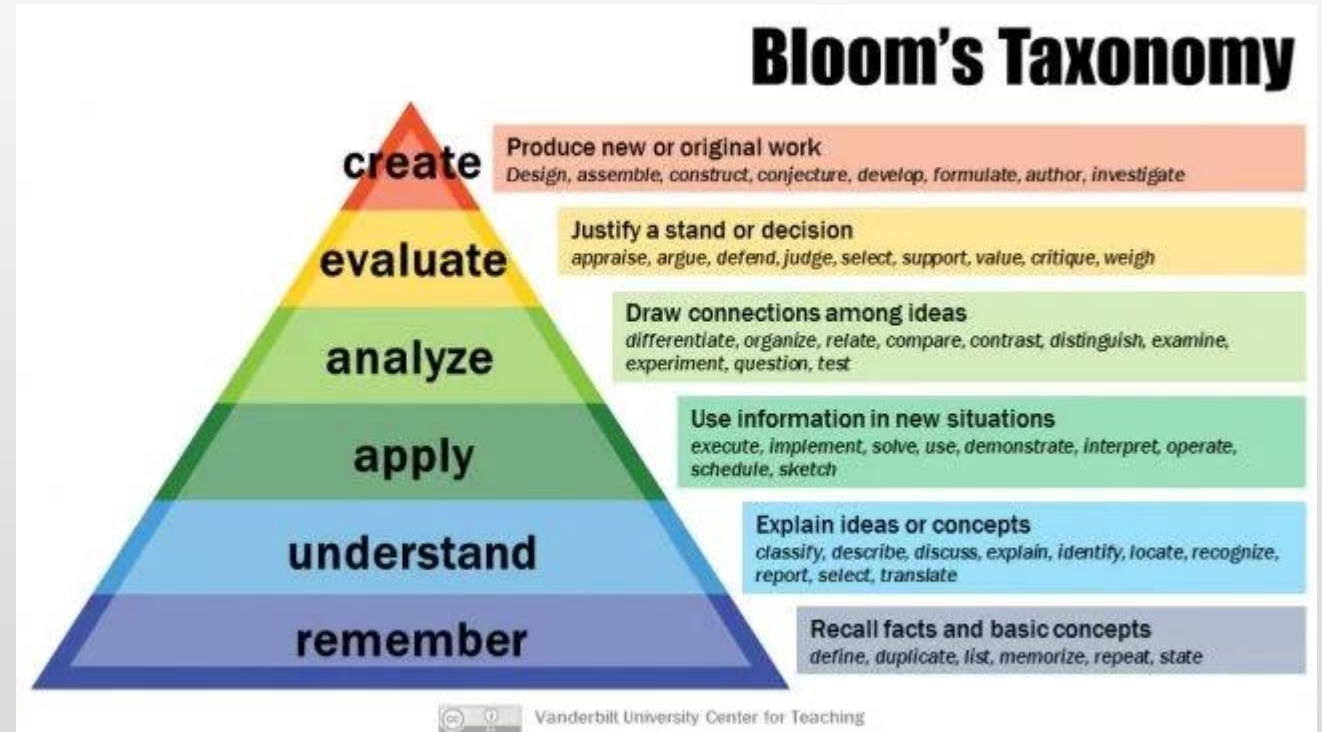 Bloom's Taxonomy
create
Produce new or original work
Design, assemble, construct, conjecture, develop, formulate, author, investigate
evaluate
Justify a stand or decision
appraise, argue, defend, judge, select, support, value, critique, weigh
analyze
Draw connections among ideas
differentiate, organize, relate, compare, contrast, distinguish, examine,
experiment, question, test
apply
Use information in new situations
execute, implement, solve, use, demonstrate, interpret, operate,
schedule, sketch
understand
Explain ideas or concepts
classify, describe, discuss, explain, identify, locate, recognize,
report, select, translate
remember
Recall facts and basic concepts
define, duplicate, list, memorize, repeat, state
cc Vanderbilt University Center for Teaching